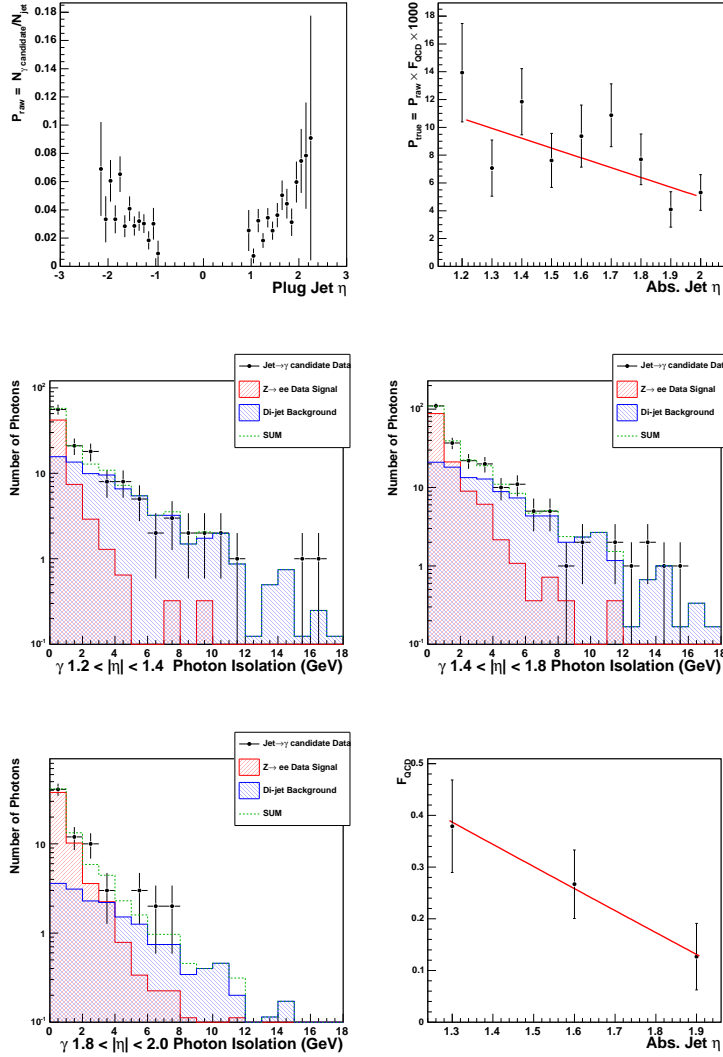 P_raw = N_γ candidate/N_jet
0.18
0.16
0.14
0.12
0.1
0.08
0.06
0.04
0.02
0
-3 -2 -1 0 1 2 3
Plug Jet η
P_true = P_raw × F_QCD × 1000
18
16
14
12
10
8
6
4
2
0
1.2 1.3 1.4 1.5 1.6 1.7 1.8 1.9 2
Abs. Jet η
Number of Photons
10²
10
1
10⁻¹
Jet→γ candidate Data
Z→ ee Data Signal
Di-jet Background
SUM
0 2 4 6 8 10 12 14 16 18
γ 1.2 < |η| < 1.4 Photon Isolation (GeV)
Number of Photons
10²
10
1
10⁻¹
Jet→γ candidate Data
Z→ ee Data Signal
Di-jet Background
SUM
0 2 4 6 8 10 12 14 16 18
γ 1.4 < |η| < 1.8 Photon Isolation (GeV)
Number of Photons
10
1
10⁻¹
Jet→γ candidate Data
Z→ ee Data Signal
Di-jet Background
SUM
0 2 4 6 8 10 12 14 16 18
γ 1.8 < |η| < 2.0 Photon Isolation (GeV)
F_QCD
0.5
0.4
0.3
0.2
0.1
0
1.3 1.4 1.5 1.6 1.7 1.8 1.9
Abs. Jet η